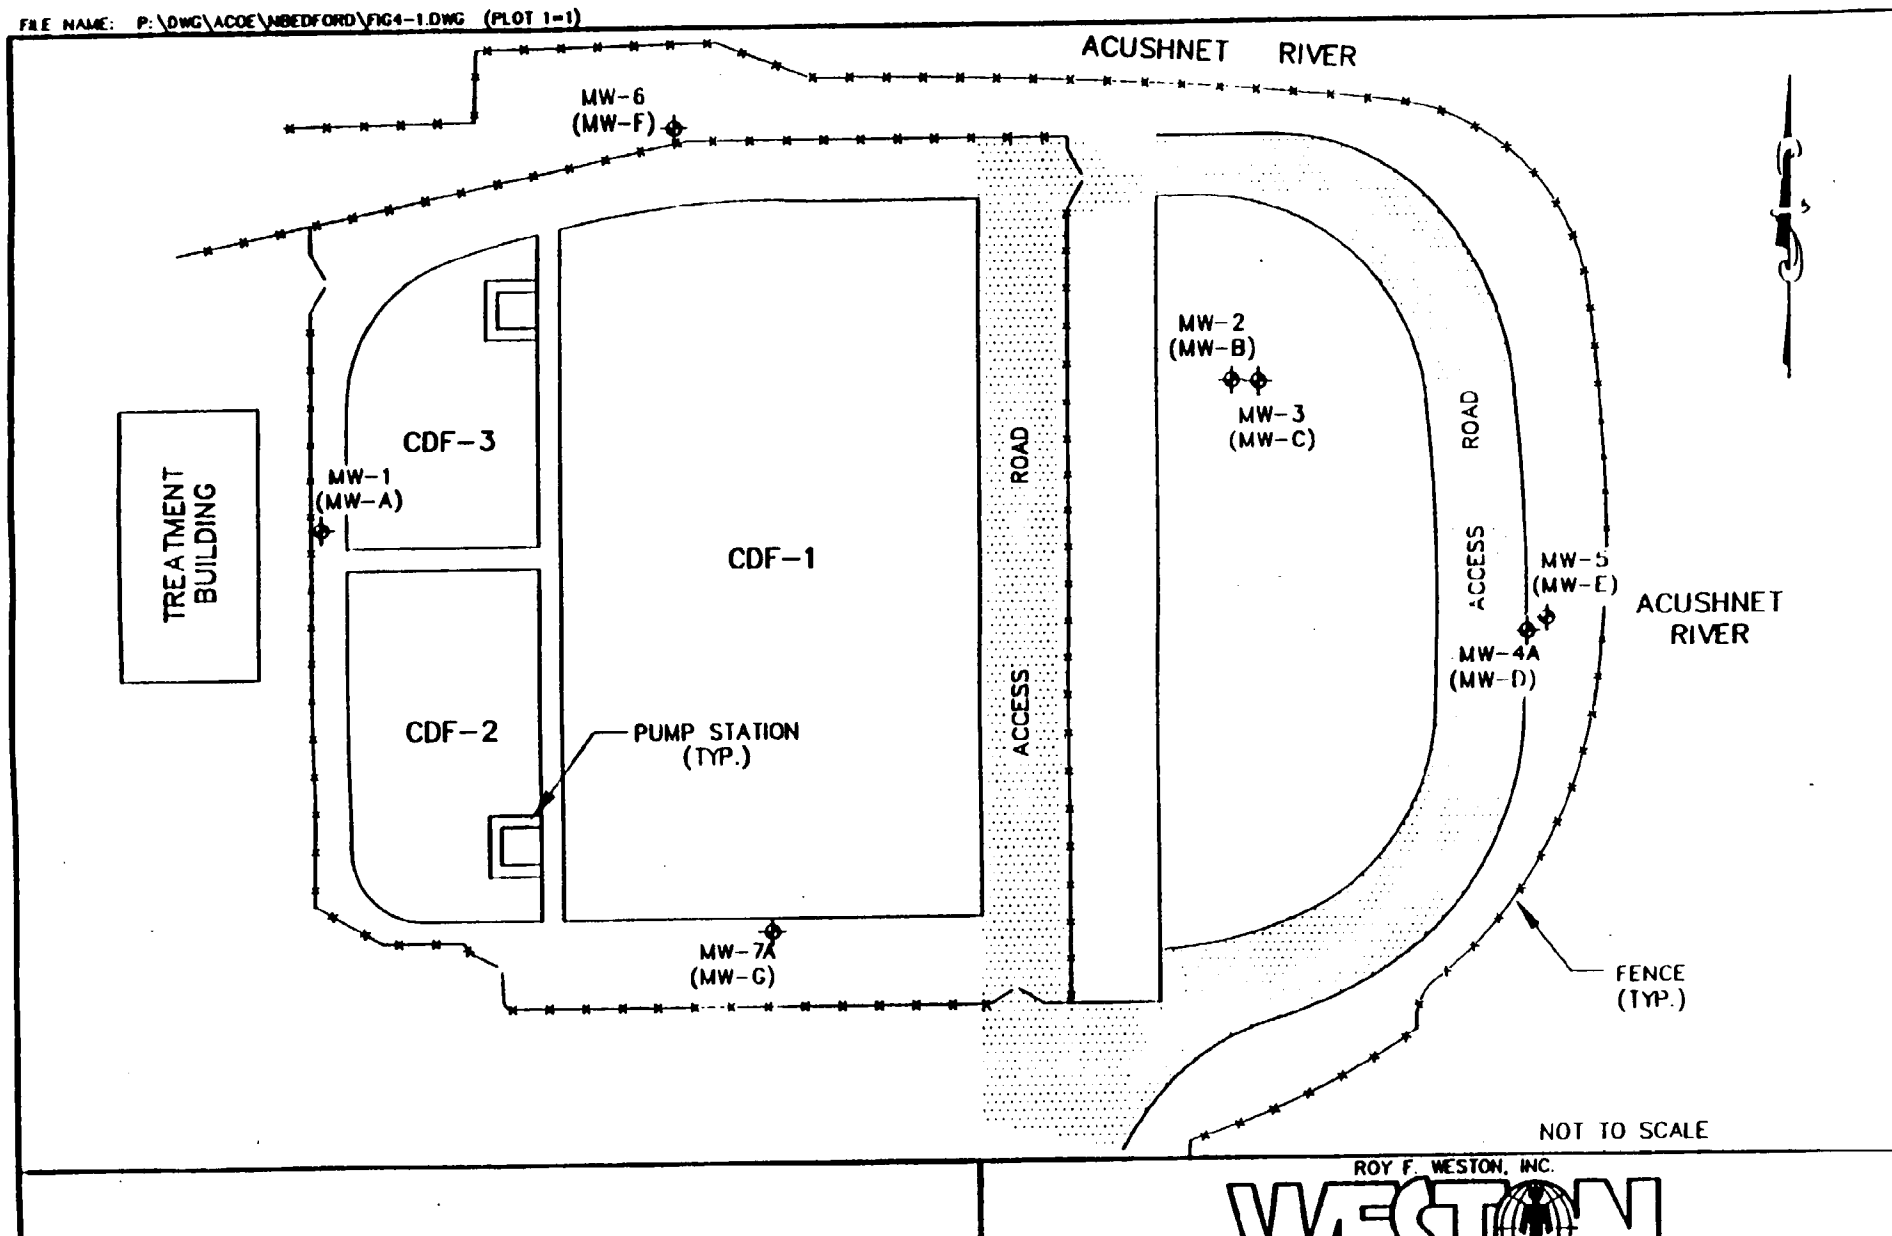 FILE NAME: P:\DWG\ACOE\NBEDFORD\FIG4-1.DWG (PLOT 1=1)
ACUSHNET RIVER
MW-6
(MW-F)
MW-2
(MW-B)
MW-3
(MW-C)
CDF-3
MW-1
(MW-A)
TREATMENT
BUILDING
CDF-1
ACCESS ROAD
ACCESS ROAD
MW-5
(MW-E)
ACUSHNET
RIVER
MW-4A
(MW-D)
CDF-2
PUMP STATION
(TYP.)
MW-7A
(MW-G)
FENCE
(TYP.)
NOT TO SCALE
ROY F. WESTON, INC.
WESTON